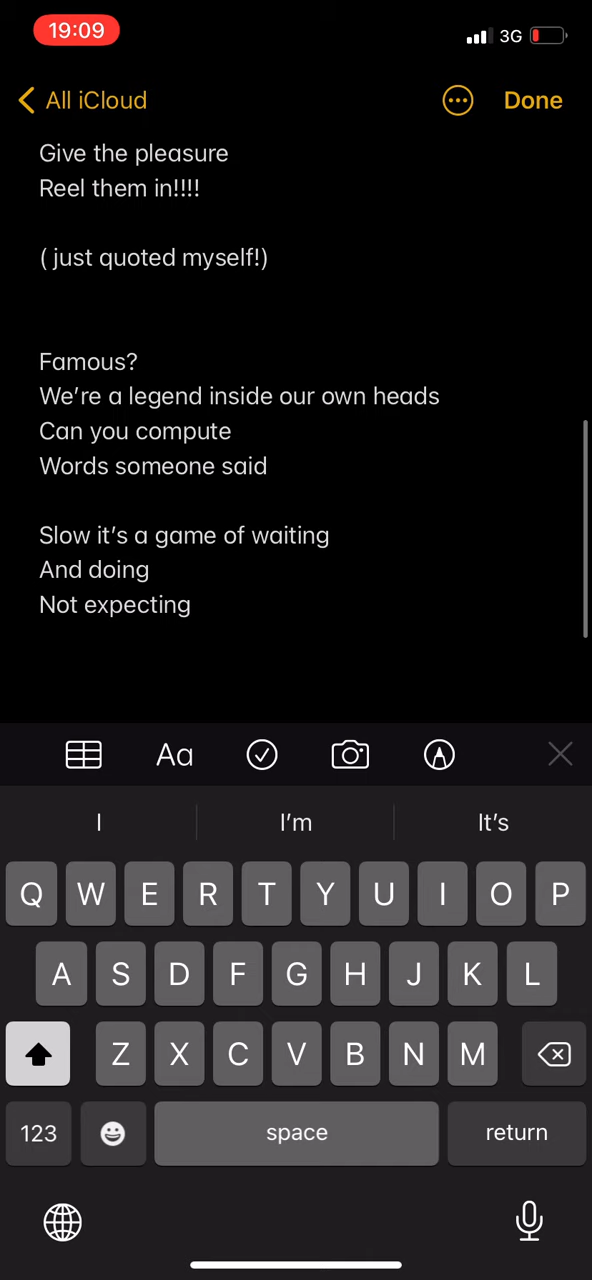 19:09
3G
All iCloud
Done
Give the pleasure
Reel them in!!!!
( just quoted myself!)
Famous?
We're a legend inside our own heads
Can you compute
Words someone said
Slow it's a game of waiting
And doing
Not expecting
Aa
I
I'm
It's
Q W E R T Y U I O P
A S D F G H J K L
Z X C V B N M
123
space
return